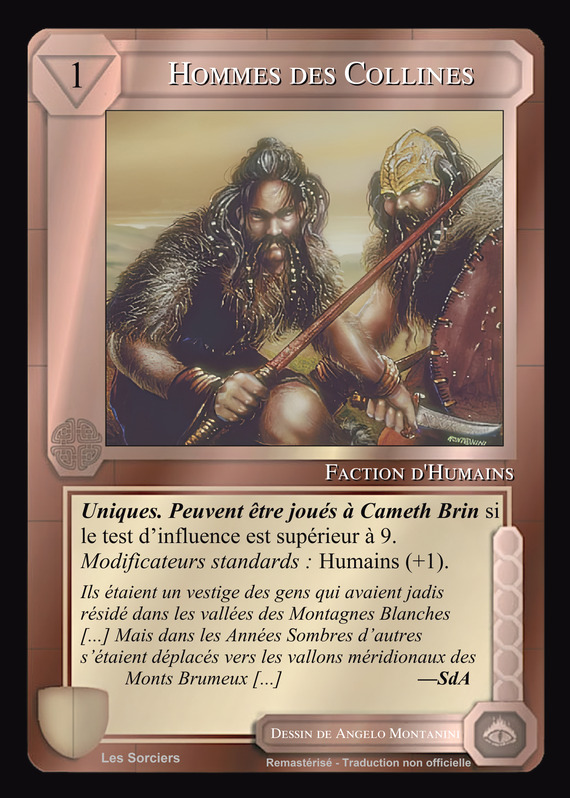 1
HOMMES DES COLLINES
MONTANINI
FACTION D'HUMAINS
Uniques. Peuvent être joués à Cameth Brin si
le test d'influence est supérieur à 9.
Modificateurs standards : Humains (+1).
Ils étaient un vestige des gens qui avaient jadis
résidé dans les vallées des Montagnes Blanches
[...] Mais dans les Années Sombres d'autres
s'étaient déplacés vers les vallons méridionaux des
Monts Brumeux [...] —SdA
DESSIN DE ANGELO MONTANINI
Les Sorciers
Remastérisé - Traduction non officielle